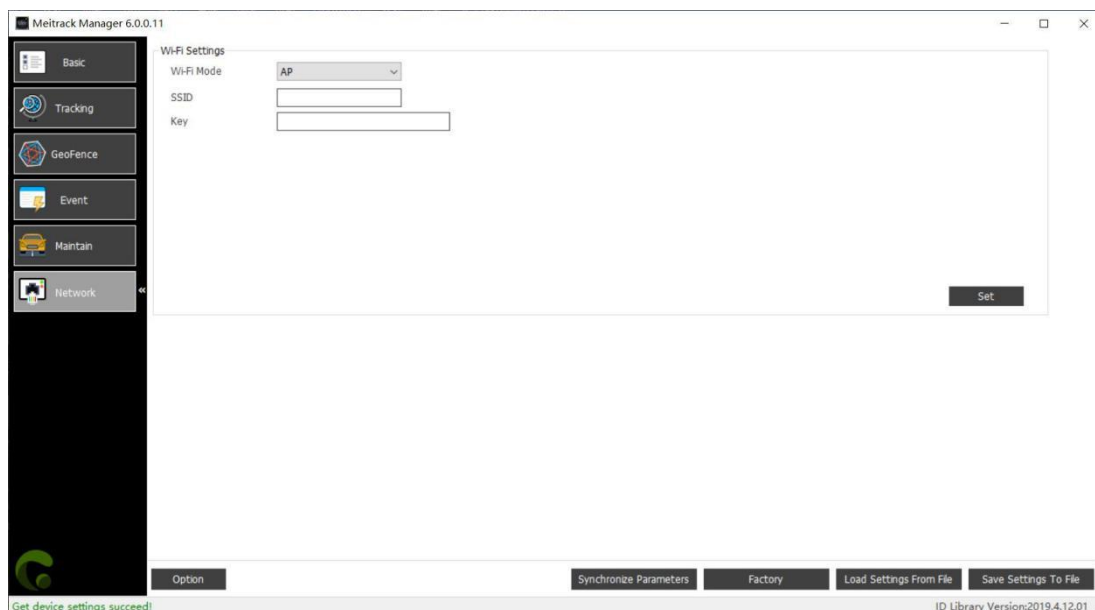 Meitrack Manager 6.0.0.11
Basic
Tracking
GeoFence
Event
Maintain
Network
«
Wi-Fi Settings
Wi-Fi Mode AP
SSID
Key
Set
Option Synchronize Parameters Factory Load Settings From File Save Settings To File
Get device settings succeed! ID Library Version:2019.4.12.01